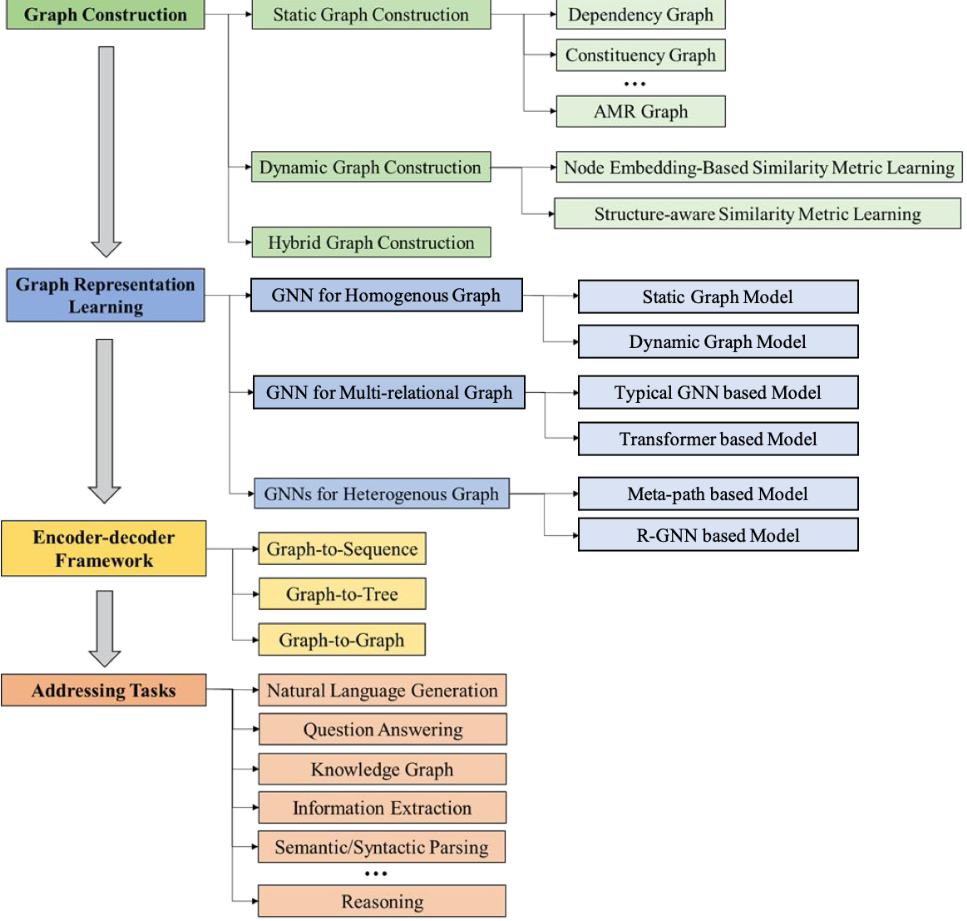 Graph Construction
Static Graph Construction
Dependency Graph
Constituency Graph
...
AMR Graph
Dynamic Graph Construction
Node Embedding-Based Similarity Metric Learning
Structure-aware Similarity Metric Learning
Hybrid Graph Construction
Graph Representation
Learning
GNN for Homogenous Graph
Static Graph Model
Dynamic Graph Model
GNN for Multi-relational Graph
Typical GNN based Model
Transformer based Model
GNNs for Heterogenous Graph
Meta-path based Model
R-GNN based Model
Encoder-decoder
Framework
Graph-to-Sequence
Graph-to-Tree
Graph-to-Graph
Addressing Tasks
Natural Language Generation
Question Answering
Knowledge Graph
Information Extraction
Semantic/Syntactic Parsing
...
Reasoning